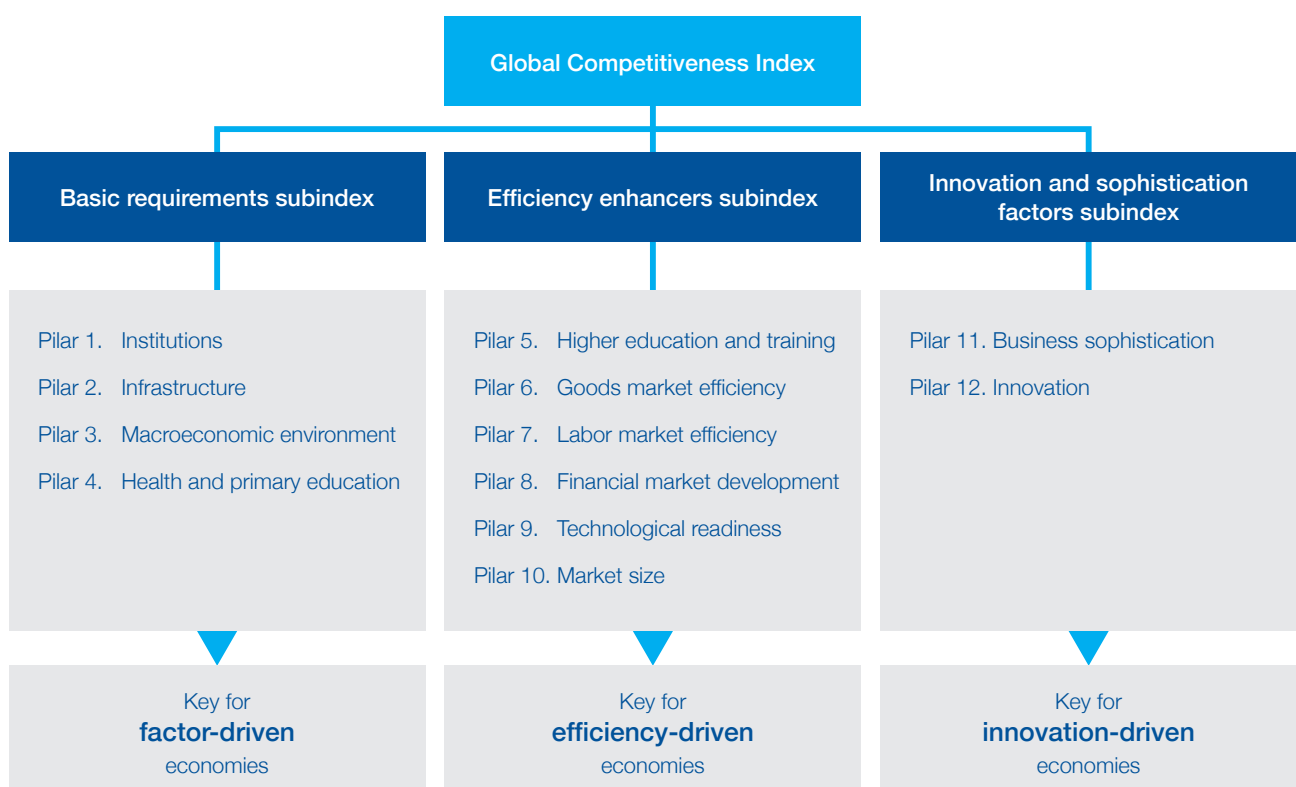 Global Competitiveness Index
Basic requirements subindex
Efficiency enhancers subindex
Innovation and sophistication
factors subindex
Pilar 1. Institutions
Pilar 2. Infrastructure
Pilar 3. Macroeconomic environment
Pilar 4. Health and primary education
Pilar 5. Higher education and training
Pilar 6. Goods market efficiency
Pilar 7. Labor market efficiency
Pilar 8. Financial market development
Pilar 9. Technological readiness
Pilar 10. Market size
Pilar 11. Business sophistication
Pilar 12. Innovation
Key for
factor-driven
economies
Key for
efficiency-driven
economies
Key for
innovation-driven
economies